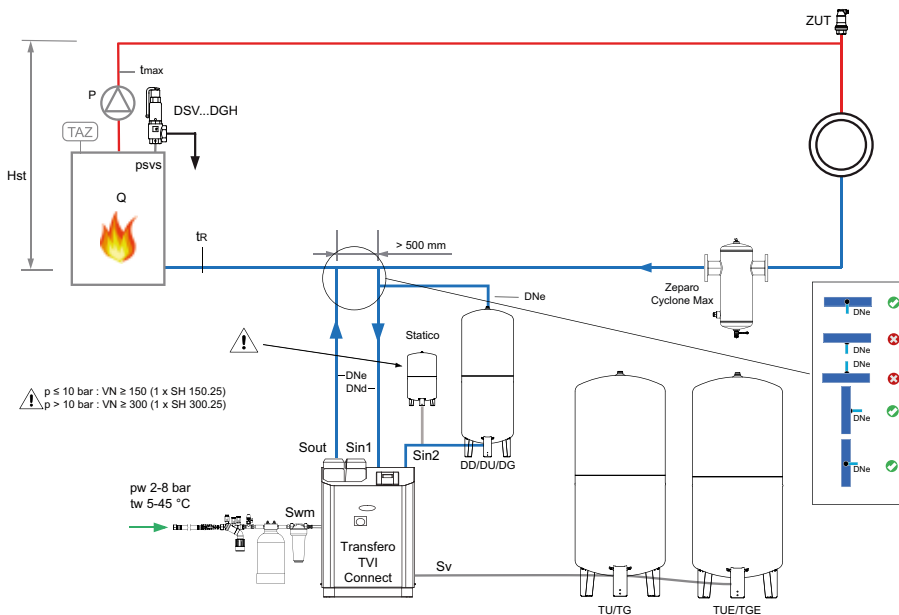 ZUT
tmax
P
DSV...DGH
TAZ
psvs
Hst
Q
tR
> 500 mm
Zeparo
Cyclone Max
DNe
Statico
DNe
DNe
DNe
DNe
DNe
DNe
DNd
p ≤ 10 bar : VN ≥ 150 (1 x SH 150.25)
p > 10 bar : VN ≥ 300 (1 x SH 300.25)
Sout
Sin1
Sin2
DD/DU/DG
pw 2-8 bar
tw 5-45 °C
Swm
Transfero
TVI
Connect
Sv
TU/TG
TUE/TGE